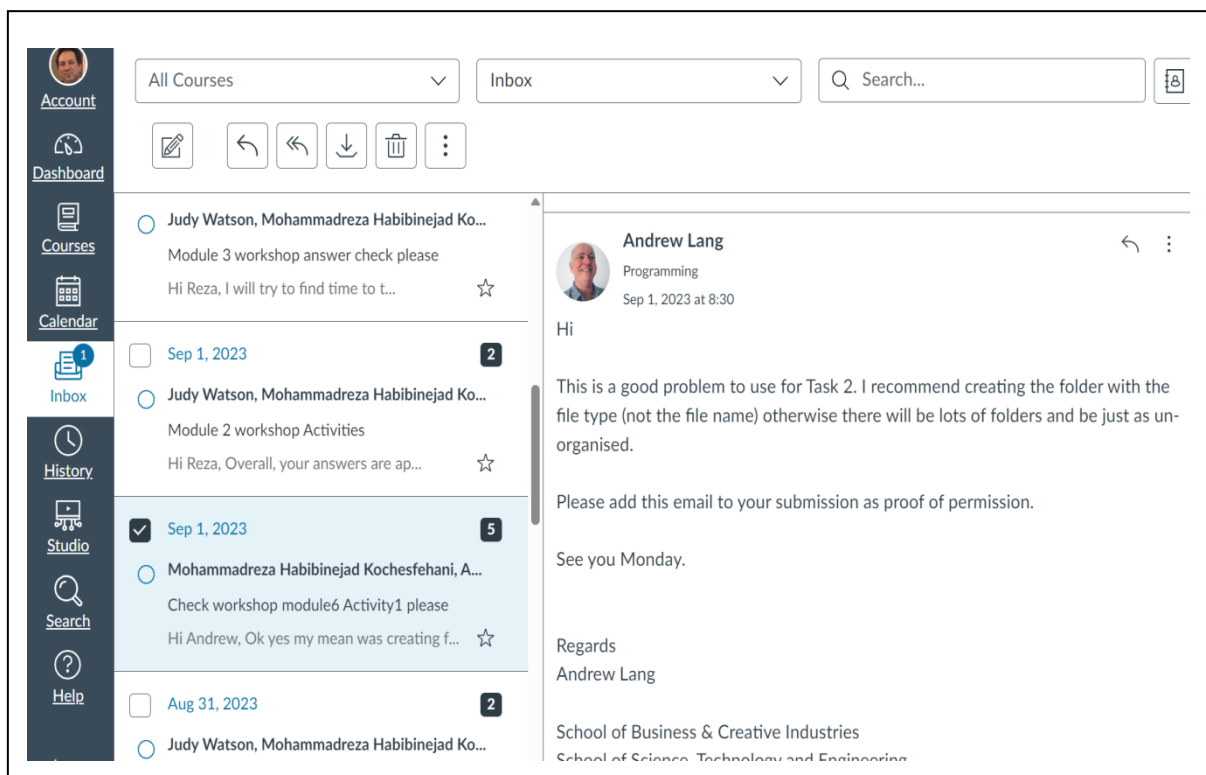 Account
Dashboard
Courses
Calendar
1
Inbox
History
Studio
Search
Help
All Courses
Inbox
Search...
Judy Watson, Mohammadreza Habibinejad Ko...
Module 3 workshop answer check please
Hi Reza, I will try to find time to t...
Sep 1, 2023
2
Judy Watson, Mohammadreza Habibinejad Ko...
Module 2 workshop Activities
Hi Reza, Overall, your answers are ap...
Sep 1, 2023
5
Mohammadreza Habibinejad Kochesfehani, A...
Check workshop module6 Activity1 please
Hi Andrew, Ok yes my mean was creating f...
Aug 31, 2023
2
Judy Watson, Mohammadreza Habibinejad Ko...
Andrew Lang
Programming
Sep 1, 2023 at 8:30
Hi
This is a good problem to use for Task 2. I recommend creating the folder with the
file type (not the file name) otherwise there will be lots of folders and be just as un-
organised.
Please add this email to your submission as proof of permission.
See you Monday.
Regards
Andrew Lang
School of Business & Creative Industries
School of Science, Technology and Engineering